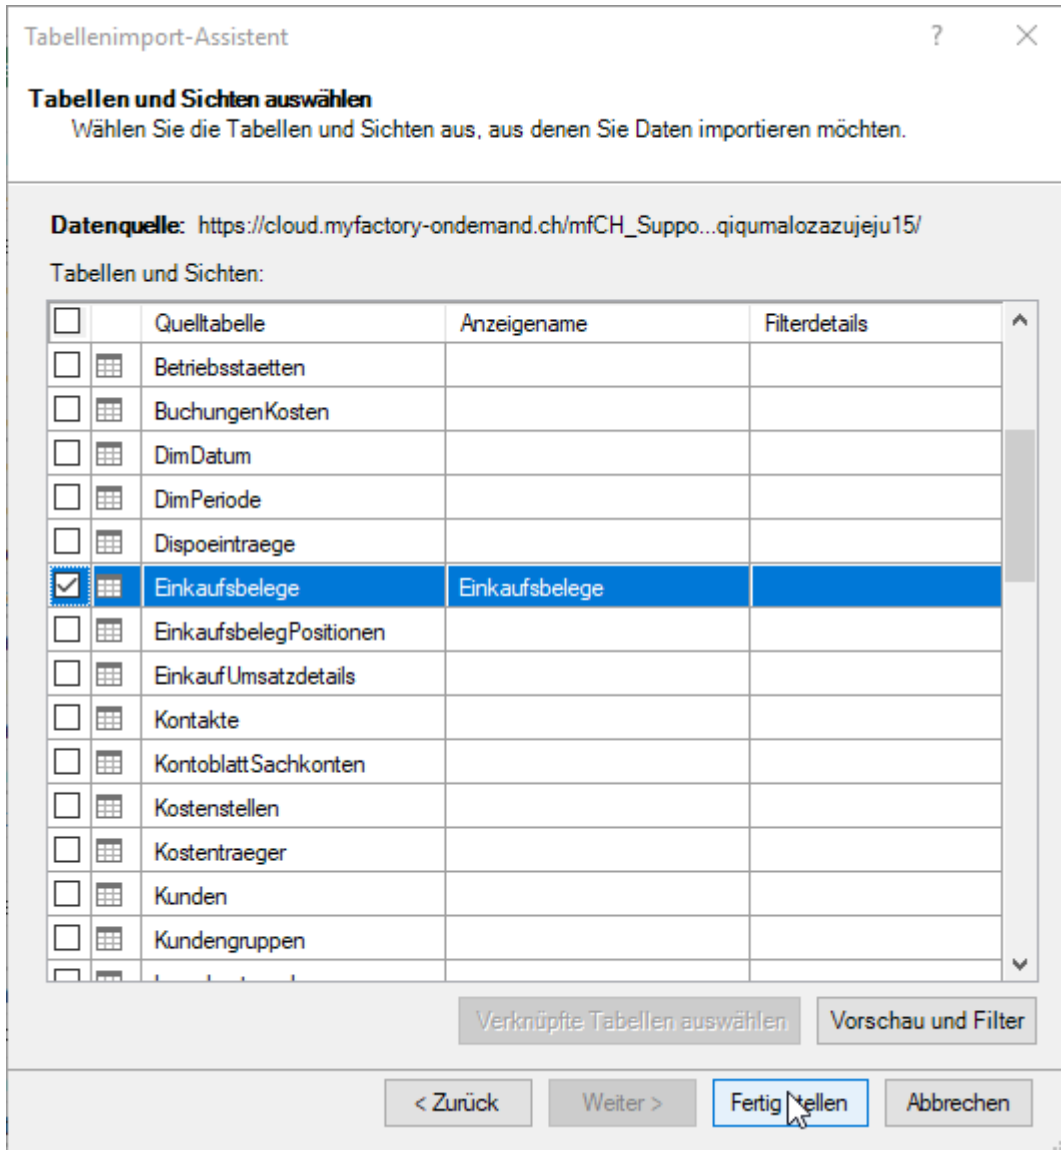 Tabellenimport-Assistent ?
Tabellen und Sichten auswählen
Wählen Sie die Tabellen und Sichten aus, aus denen Sie Daten importieren möchten.
Datenquelle: https://cloud.myfactory-ondemand.ch/mfCH_Suppo...qiqumalozazujeju15/
Tabellen und Sichten:
Quelltabelle Anzeigename Filterdetails
Betriebsstaetten
BuchungenKosten
DimDatum
DimPeriode
Dispoeintraege
Einkaufsbelege Einkaufsbelege
EinkaufsbelegPositionen
EinkaufUmsatzdetails
Kontakte
KontoblattSachkonten
Kostenstellen
Kostentraeger
Kunden
Kundengruppen
Verknüpfte Tabellen auswählen Vorschau und Filter
< Zurück Weiter > Fertig stellen Abbrechen